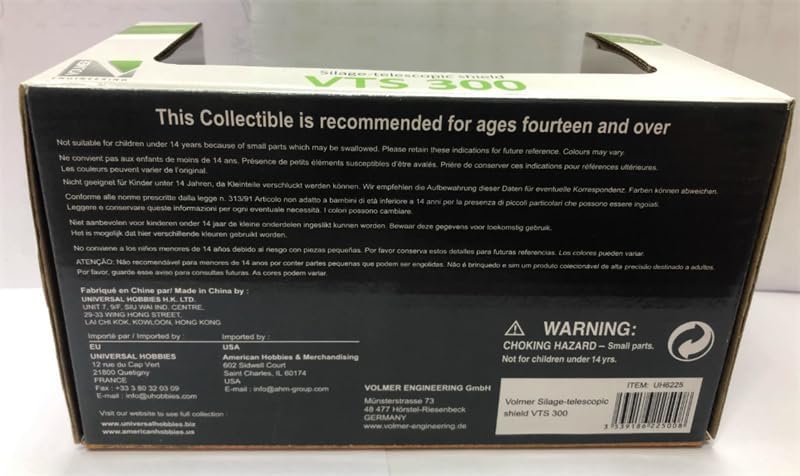 VOLMER
ENGINEERING
Silage-telescopic shield
VTS 300
This Collectible is recommended for ages fourteen and over
Not suitable for children under 14 years because of small parts which may be swallowed. Please retain these indications for future reference. Colours may vary.
Ne convient pas aux enfants de moins de 14 ans. Présence de petits éléments susceptibles d'être avalés. Prière de conserver ces indications pour références ultérieures.
Les couleurs peuvent varier de l'original.
Nicht geeignet für Kinder unter 14 Jahren, da Kleinteile verschluckt werden können. Wir empfehlen die Aufbewahrung dieser Daten für eventuelle Korrespondenz. Farben können abweichen.
Conforme alle norme prescritte dalla legge n. 313/91 Articolo non adatto a bambini di età inferiore a 14 anni per la presenza di piccoli particolari che possono essere ingoiati.
Leggere e conservare queste informazioni per ogni eventuale necessità. I colori possono cambiare.
Niet aanbevolen voor kinderen onder 14 jaar de kleine onderdelen ingeslikt kunnen worden. Bewaar deze gegevens voor toekomstig gebruik.
Het is mogelijk dat hier verschillende kleuren gebruikt worden.
No conviene a los niños menores de 14 años debido al riesgo con piezas pequeñas. Por favor conserva estos detalles para futuras referencias. Los colores pueden variar.
ATENÇÃO: Não recomendável para menores de 14 anos por conter partes pequenas que podem ser engolidas. Não é brinquedo e sim um produto colecionável de alta precisão destinado a adultos.
Por favor, guarde esse aviso para consultas futuras. As cores podem variar.
Fabriqué en Chine par/ Made in China by :
UNIVERSAL HOBBIES H.K. LTD.
UNIT 7, 9/F, SIU WAI IND. CENTRE,
29-33 WING HONG STREET,
LAI CHI KOK, KOWLOON, HONG KONG
Importé par / Imported by :
EU
UNIVERSAL HOBBIES
12 rue du Cap Vert
21800 Quetigny
FRANCE
Fax : +33 3 80 32 03 09
E-mail : info@uhobbies.com
Imported by :
USA
American Hobbies & Merchandising
602 Sidwell Court
Saint Charles, IL 60174
USA
E-mail : info@ahm-group.com
Visit our website to see full collection :
www.universalhobbies.biz
www.americanhobbies.us
VOLMER ENGINEERING GmbH
Münsterstrasse 73
48 477 Hörstel-Riesenbeck
GERMANY
www.volmer-engineering.de
WARNING:
CHOKING HAZARD – Small parts.
Not for children under 14 yrs.
ITEM: UH6225
Volmer Silage-telescopic
shield VTS 300
3 539186 225008